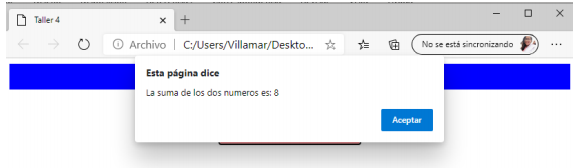 Taller 4
Archivo | C:/Users/Villamar/Deskto... No se está sincronizando
Esta página dice
La suma de los dos numeros es: 8
Aceptar